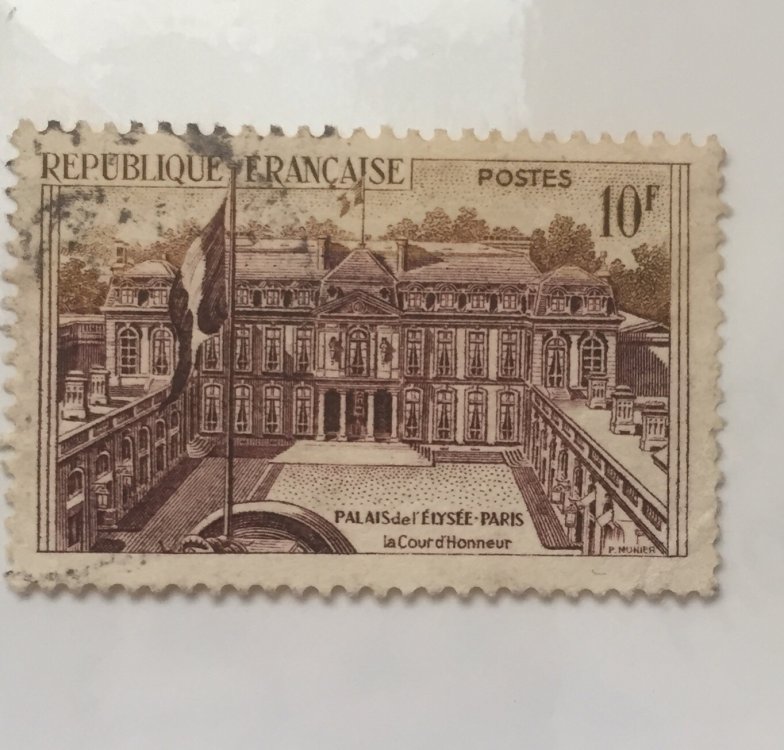 REPUBLIQUE FRANÇAISE
POSTES
10F
PALAIS de l'ÉLYSÉE-PARIS
la Cour d'Honneur
P. MUNIER